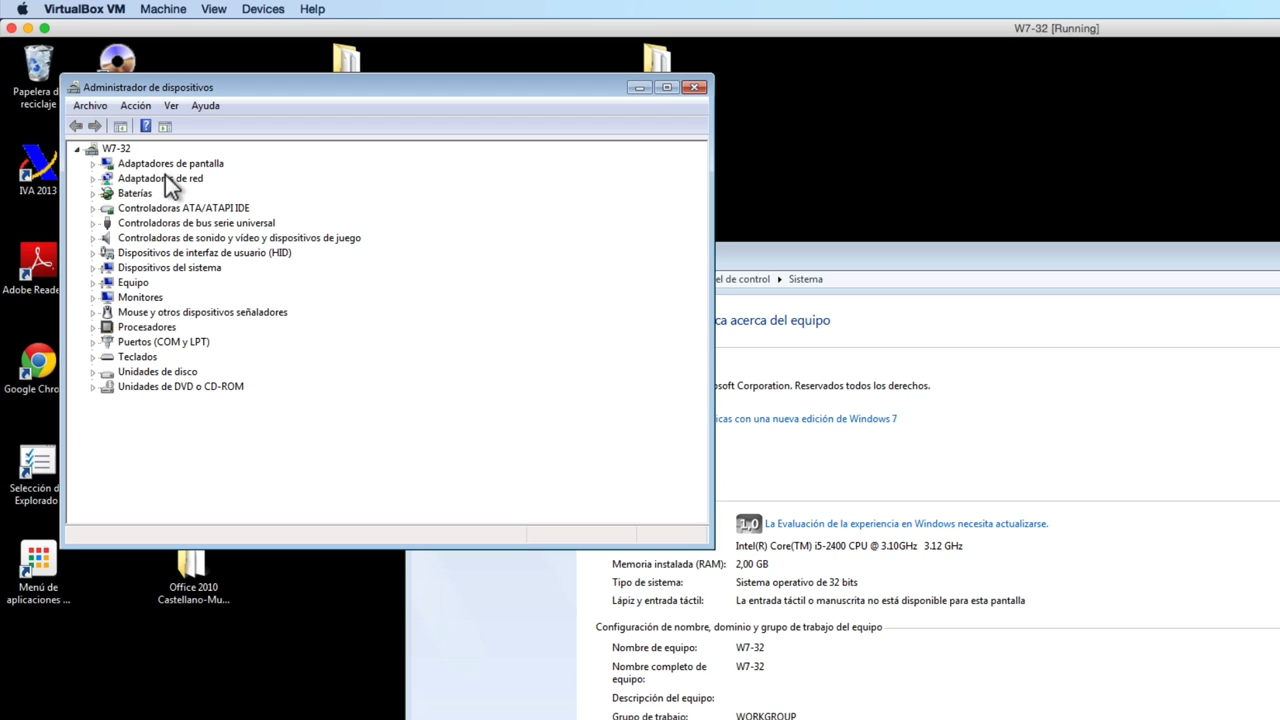 VirtualBox VM Machine View Devices Help
W7-32 [Running]
Papelera de
reciclaje
IVA 2013
Adobe Reade
Google Chro
Selección d
Explorado
Menú de
aplicaciones ...
Office 2010
Castellano-Mu...
Administrador de dispositivos
Archivo Acción Ver Ayuda
W7-32
Adaptadores de pantalla
Adaptadores de red
Baterías
Controladoras ATA/ATAPI IDE
Controladoras de bus serie universal
Controladoras de sonido y vídeo y dispositivos de juego
Dispositivos de interfaz de usuario (HID)
Dispositivos del sistema
Equipo
Monitores
Mouse y otros dispositivos señaladores
Procesadores
Puertos (COM y LPT)
Teclados
Unidades de disco
Unidades de DVD o CD-ROM
el de control Sistema
ca acerca del equipo
soft Corporation. Reservados todos los derechos.
icas con una nueva edición de Windows 7
1,0 La Evaluación de la experiencia en Windows necesita actualizarse.
Intel(R) Core(TM) i5-2400 CPU @ 3.10GHz 3.12 GHz
Memoria instalada (RAM): 2,00 GB
Tipo de sistema: Sistema operativo de 32 bits
Lápiz y entrada táctil: La entrada táctil o manuscrita no está disponible para esta pantalla
Configuración de nombre, dominio y grupo de trabajo del equipo
Nombre de equipo: W7-32
Nombre completo de W7-32
equipo:
Descripción del equipo:
Grupo de trabajo: WORKGROUP